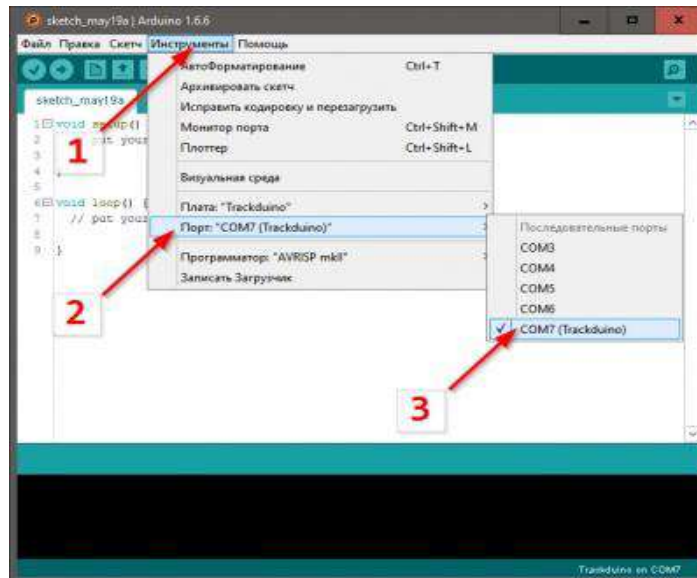 sketch_may19a | Arduino 1.6.6
Файл Правка Скетч Инструменты Помощь
sketch_may19a
АвтоФорматирование Ctrl+T
Архивировать скетч
Исправить кодировку и перезагрузить
Монитор порта Ctrl+Shift+M
Плоттер Ctrl+Shift+L
Визуальная среда
Плата: "Trackduino"
Порт: "COM7 (Trackduino)"
Программатор: "AVRISP mkII"
Записать Загрузчик
Последовательные порты
COM3
COM4
COM5
COM6
COM7 (Trackduino)
1 void setup()
2 put your
3
4
5
6 void loop() {
7 // put your
8
9 }
1
2
3
Trackduino on COM7